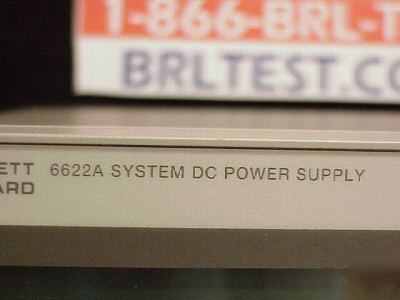 1-866-BRL-T
BRLTEST.CO
ETT
ARD
6622A SYSTEM DC POWER SUPPLY